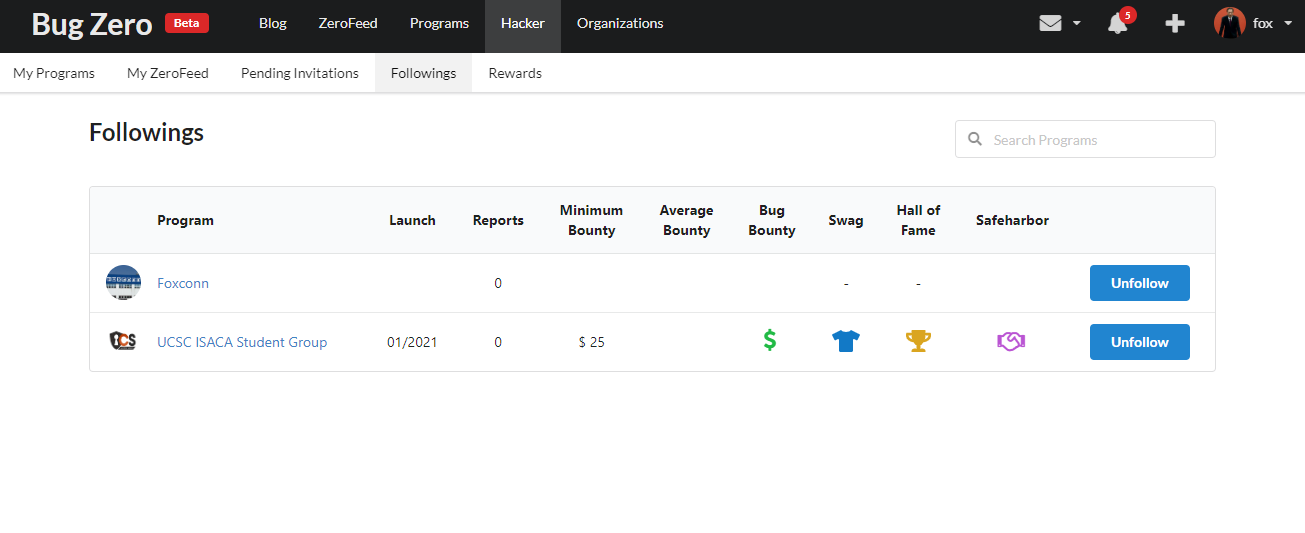 Bug Zero Beta Blog ZeroFeed Programs Hacker Organizations 5 fox
My Programs My ZeroFeed Pending Invitations Followings Rewards
Followings
Search Programs
Program Launch Reports Minimum Bounty Average Bounty Bug Bounty Swag Hall of Fame Safeharbor
Foxconn 0 - - Unfollow
UCSC ISACA Student Group 01/2021 0 $ 25 Unfollow